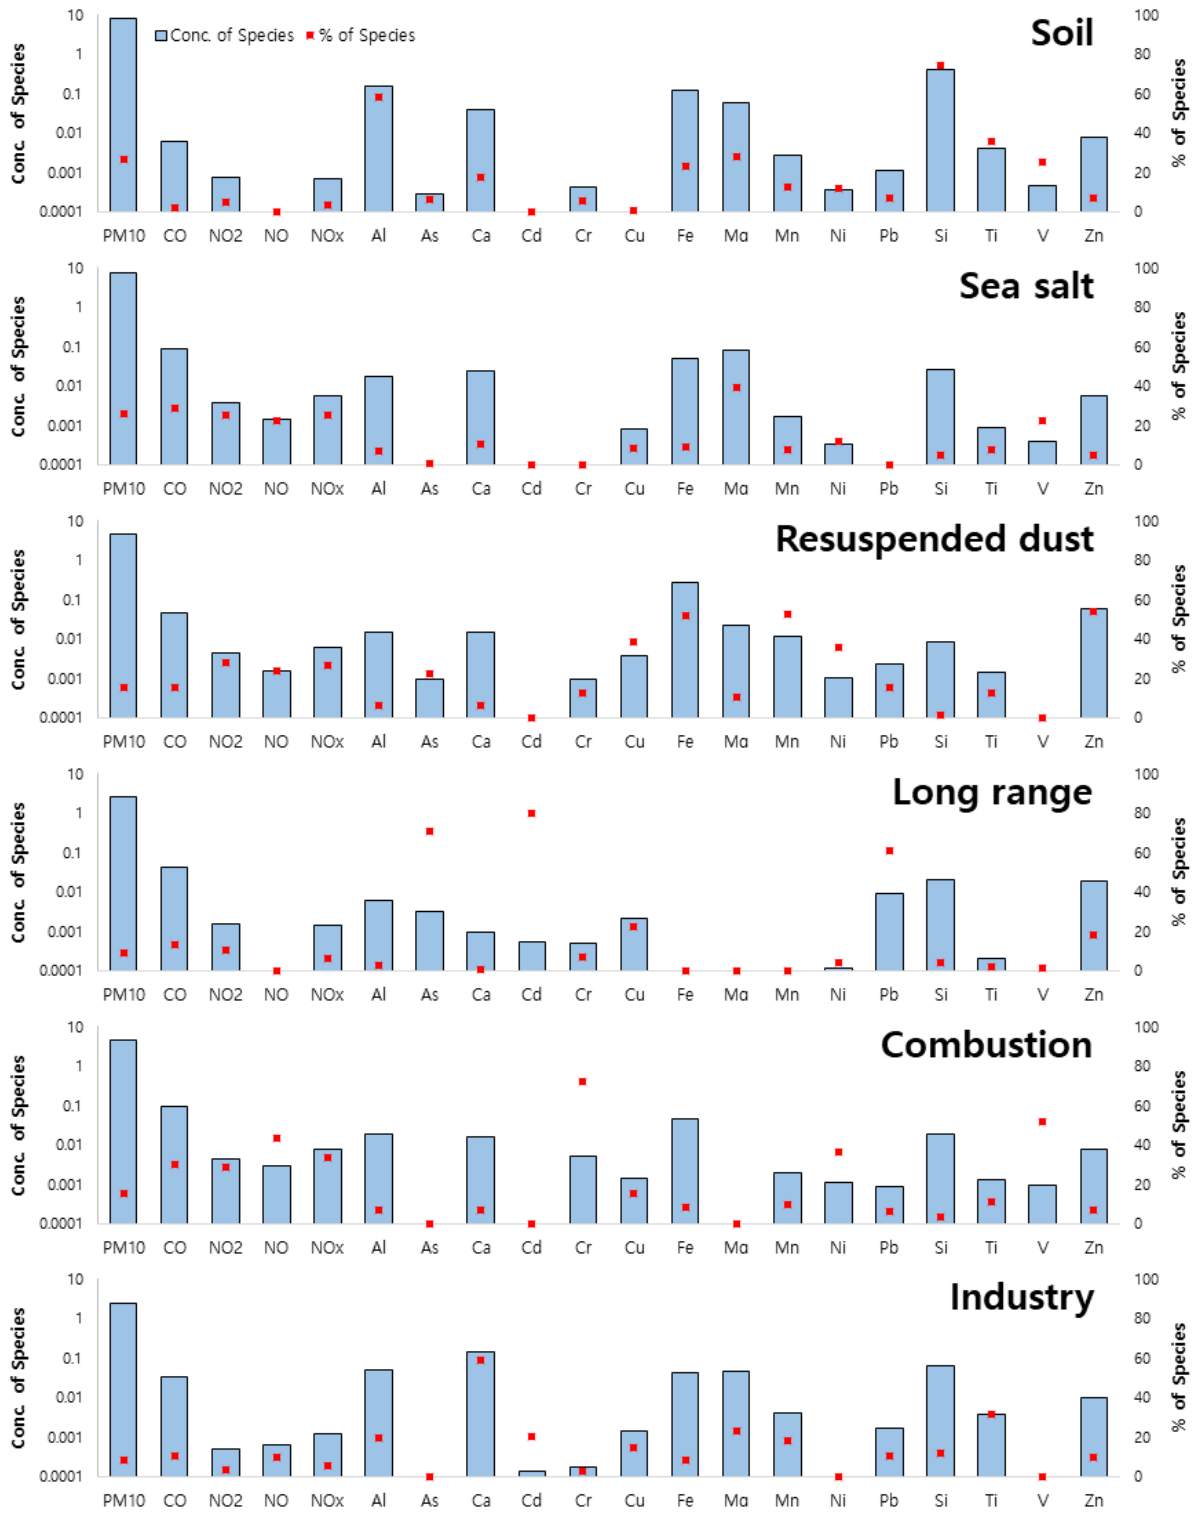 Soil
Conc. of Species % of Species
Conc. of Species
10
1
0.1
0.01
0.001
0.0001
100
80
60
40
20
0
% of Species
PM10 CO NO2 NO NOx Al As Ca Cd Cr Cu Fe Mg Mn Ni Pb Si Ti V Zn
Sea salt
Conc. of Species
10
1
0.1
0.01
0.001
0.0001
100
80
60
40
20
0
% of Species
PM10 CO NO2 NO NOx Al As Ca Cd Cr Cu Fe Mg Mn Ni Pb Si Ti V Zn
Resuspended dust
Conc. of Species
10
1
0.1
0.01
0.001
0.0001
100
80
60
40
20
0
% of Species
PM10 CO NO2 NO NOx Al As Ca Cd Cr Cu Fe Mg Mn Ni Pb Si Ti V Zn
Long range
Conc. of Species
10
1
0.1
0.01
0.001
0.0001
100
80
60
40
20
0
% of Species
PM10 CO NO2 NO NOx Al As Ca Cd Cr Cu Fe Mg Mn Ni Pb Si Ti V Zn
Combustion
Conc. of Species
10
1
0.1
0.01
0.001
0.0001
100
80
60
40
20
0
% of Species
PM10 CO NO2 NO NOx Al As Ca Cd Cr Cu Fe Mg Mn Ni Pb Si Ti V Zn
Industry
Conc. of Species
10
1
0.1
0.01
0.001
0.0001
100
80
60
40
20
0
% of Species
PM10 CO NO2 NO NOx Al As Ca Cd Cr Cu Fe Mg Mn Ni Pb Si Ti V Zn